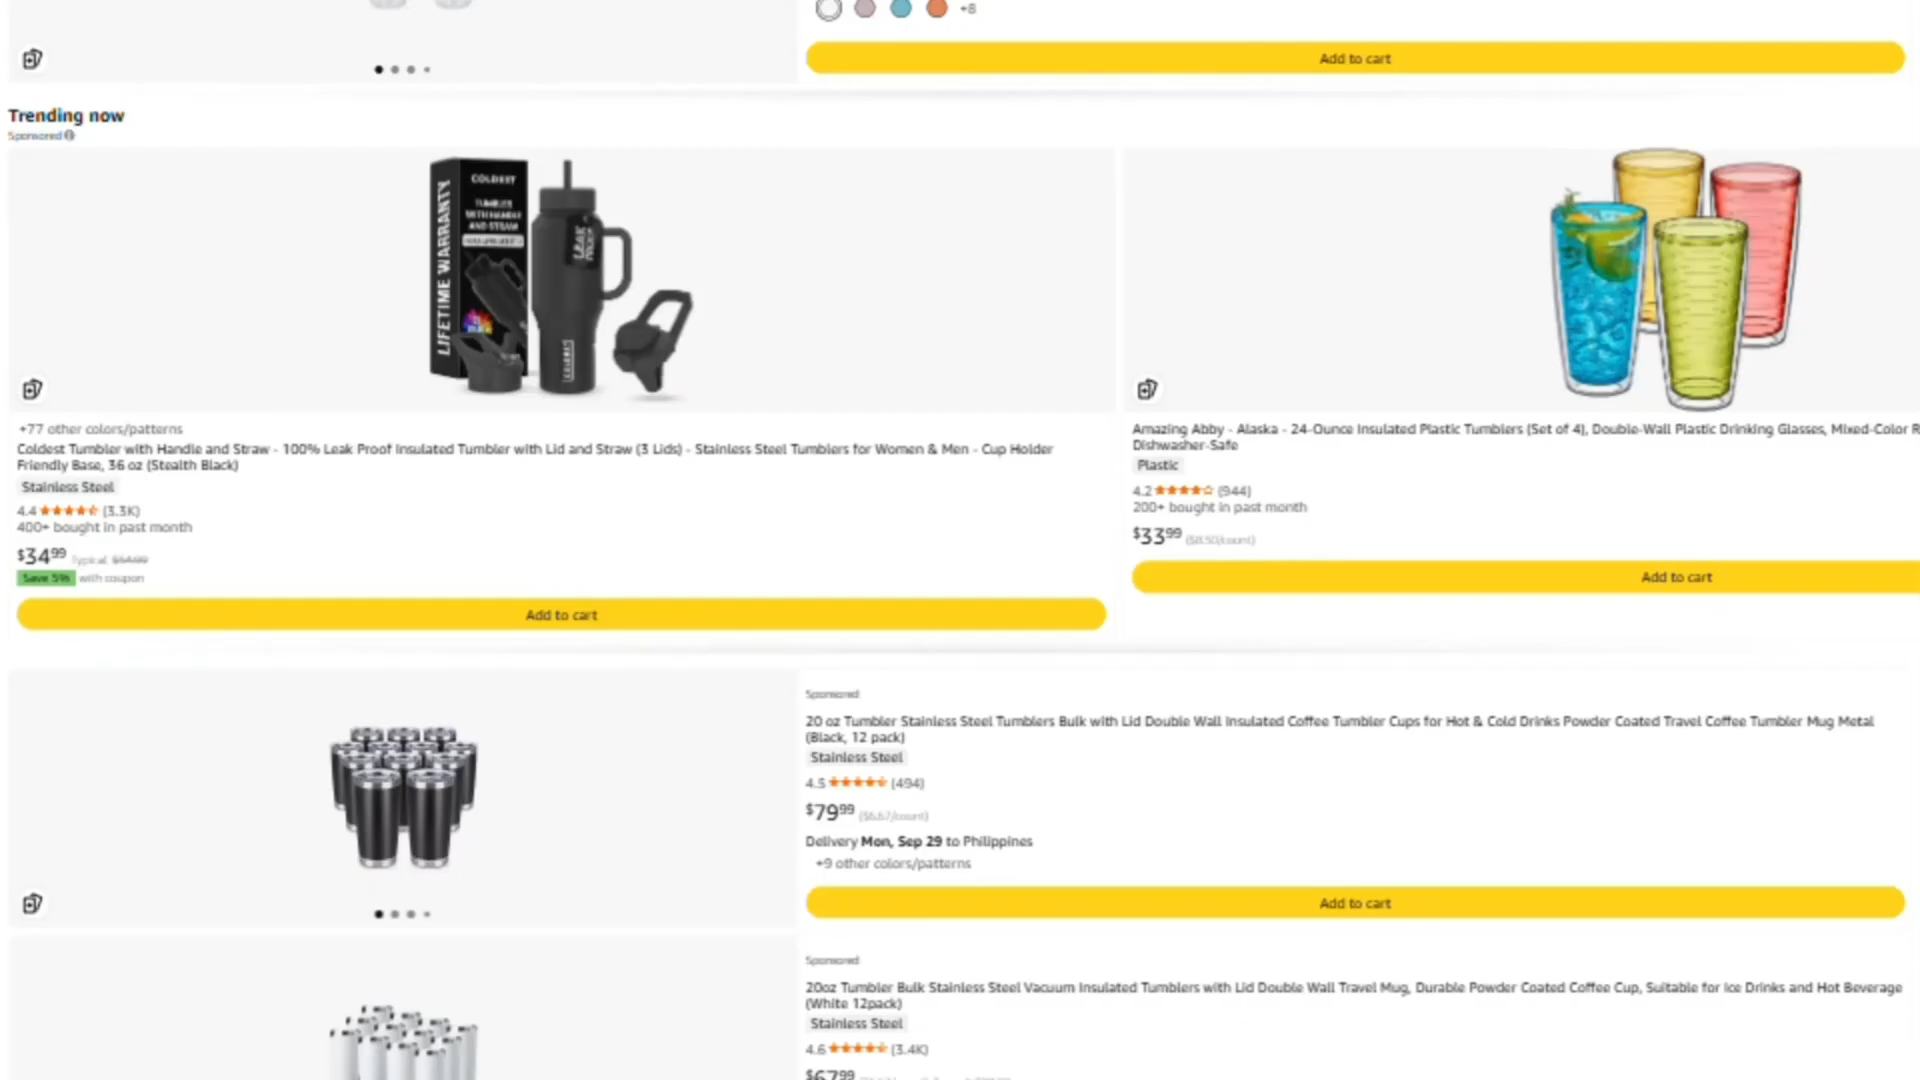 +8
Add to cart
Trending now
Sponsored
LIFETIME WARRANTY
COLDEST
TUMBLER
WITH HANDLE
AND STRAW
LEAK
COLDEST
+77 other colors/patterns
Coldest Tumbler with Handle and Straw - 100% Leak Proof Insulated Tumbler with Lid and Straw (3 Lids) - Stainless Steel Tumblers for Women & Men - Cup Holder
Friendly Base, 36 oz (Stealth Black)
Stainless Steel
4.4 (3.3K)
400+ bought in past month
$34.99 Typical:
Save 5% with coupon
Add to cart
Amazing Abby - Alaska - 24-Ounce Insulated Plastic Tumblers (Set of 4), Double-Wall Plastic Drinking Glasses, Mixed-Color R
Dishwasher-Safe
Plastic
4.2 (944)
200+ bought in past month
$33.99 ($8.50/count)
Add to cart
Sponsored
20 oz Tumbler Stainless Steel Tumblers Bulk with Lid Double Wall Insulated Coffee Tumbler Cups for Hot & Cold Drinks Powder Coated Travel Coffee Tumbler Mug Metal
(Black, 12 pack)
Stainless Steel
4.5 (494)
$79.99 ($6.67/count)
Delivery Mon, Sep 29 to Philippines
+9 other colors/patterns
Add to cart
Sponsored
20oz Tumbler Bulk Stainless Steel Vacuum Insulated Tumblers with Lid Double Wall Travel Mug, Durable Powder Coated Coffee Cup, Suitable for Ice Drinks and Hot Beverage
(White 12pack)
Stainless Steel
4.6 (3.4K)
$67.99